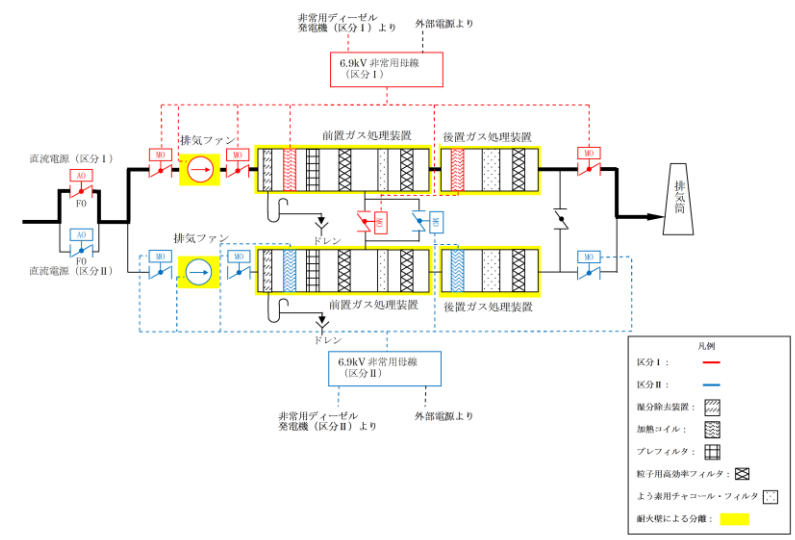 非常用ディーゼル
発電機（区分Ⅰ）より
外部電源より
6.9kV 非常用母線
（区分Ⅰ）
排気ファン
前置ガス処理装置
後置ガス処理装置
直流電源（区分Ⅰ）
MO
MO
MO
AO
FO
排気筒
MO
MO
ドレン
AO
FO
直流電源（区分Ⅱ）
排気ファン
MO
MO
MO
前置ガス処理装置
後置ガス処理装置
ドレン
6.9kV 非常用母線
（区分Ⅱ）
非常用ディーゼル
発電機（区分Ⅱ）より
外部電源より
凡例
区分Ⅰ：
区分Ⅱ：
湿分除去装置：
加熱コイル：
プレフィルタ：
粒子用高効率フィルタ：
よう素用チャコール・フィルタ
耐火壁による分離：